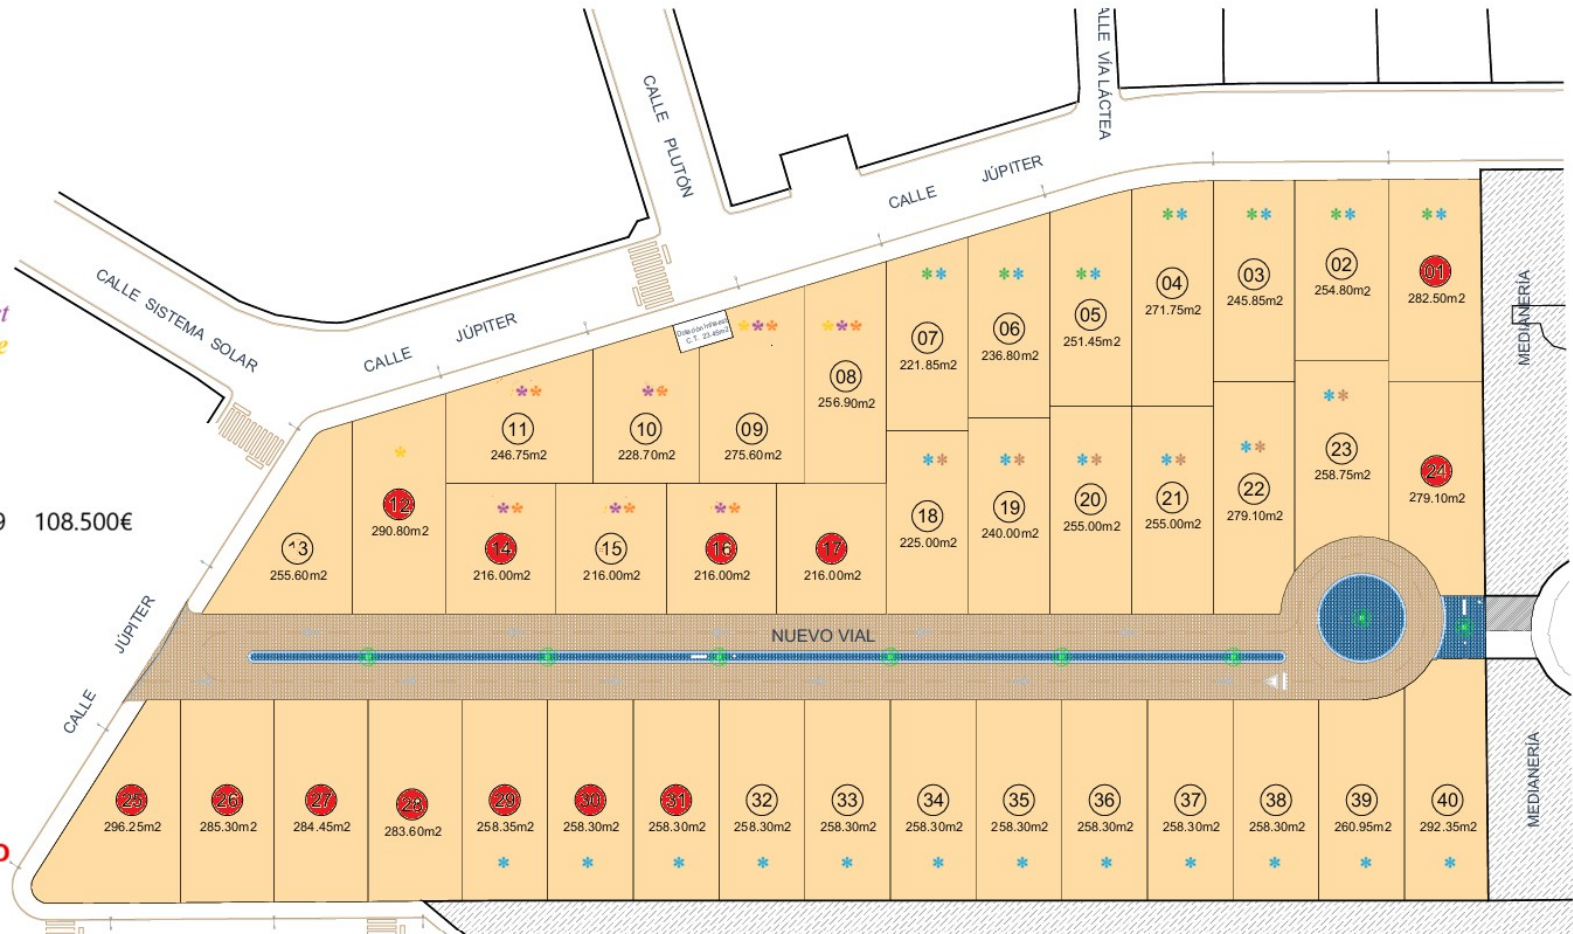 CALLE PLUTÓN
ALLE VÍA LÁCTEA
CALLE JÚPITER
CALLE SISTEMA SOLAR
CALLE JÚPITER
MEDIANERÍA
ct
e
9 108.500€
01
282.50m2
02
254.80m2
03
245.85m2
04
271.75m2
05
251.45m2
06
236.80m2
07
221.85m2
08
256.90m2
09
275.60m2
10
228.70m2
11
246.75m2
12
290.80m2
13
255.60m2
14
216.00m2
15
216.00m2
16
216.00m2
17
216.00m2
18
225.00m2
19
240.00m2
20
255.00m2
21
255.00m2
22
279.10m2
23
258.75m2
24
279.10m2
C.T. 23.45m2
NUEVO VIAL
CALLE JÚPITER
25
296.25m2
26
285.30m2
27
284.45m2
28
283.60m2
29
258.35m2
30
258.30m2
31
258.30m2
32
258.30m2
33
258.30m2
34
258.30m2
35
258.30m2
36
258.30m2
37
258.30m2
38
258.30m2
39
260.95m2
40
292.35m2
MEDIANERÍA